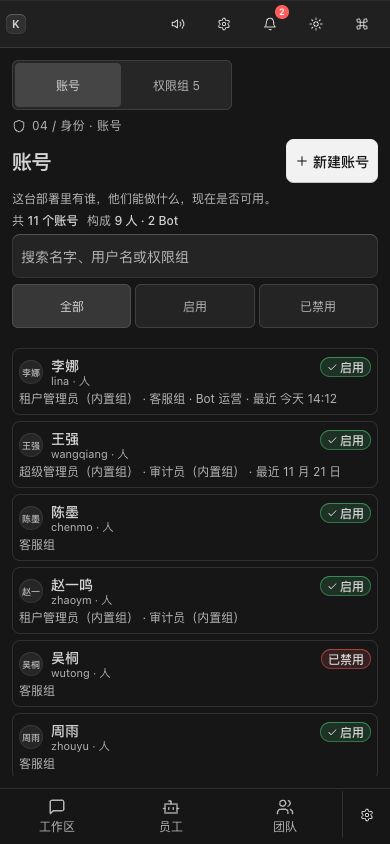 K
2
账号
权限组 5
04 / 身份 · 账号
账号
+ 新建账号
这台部署里有谁，他们能做什么，现在是否可用。
共 11 个账号 构成 9 人 · 2 Bot
搜索名字、用户名或权限组
全部
启用
已禁用
李娜
李娜
启用
lina · 人
租户管理员（内置组） · 客服组 · Bot 运营 · 最近 今天 14:12
王强
王强
启用
wangqiang · 人
超级管理员（内置组） · 审计员（内置组） · 最近 11 月 21 日
陈墨
陈墨
启用
chenmo · 人
客服组
赵一
赵一鸣
启用
zhaoym · 人
租户管理员（内置组） · 审计员（内置组）
吴桐
吴桐
已禁用
wutong · 人
客服组
周雨
周雨
启用
zhouyu · 人
客服组
工作区
员工
团队